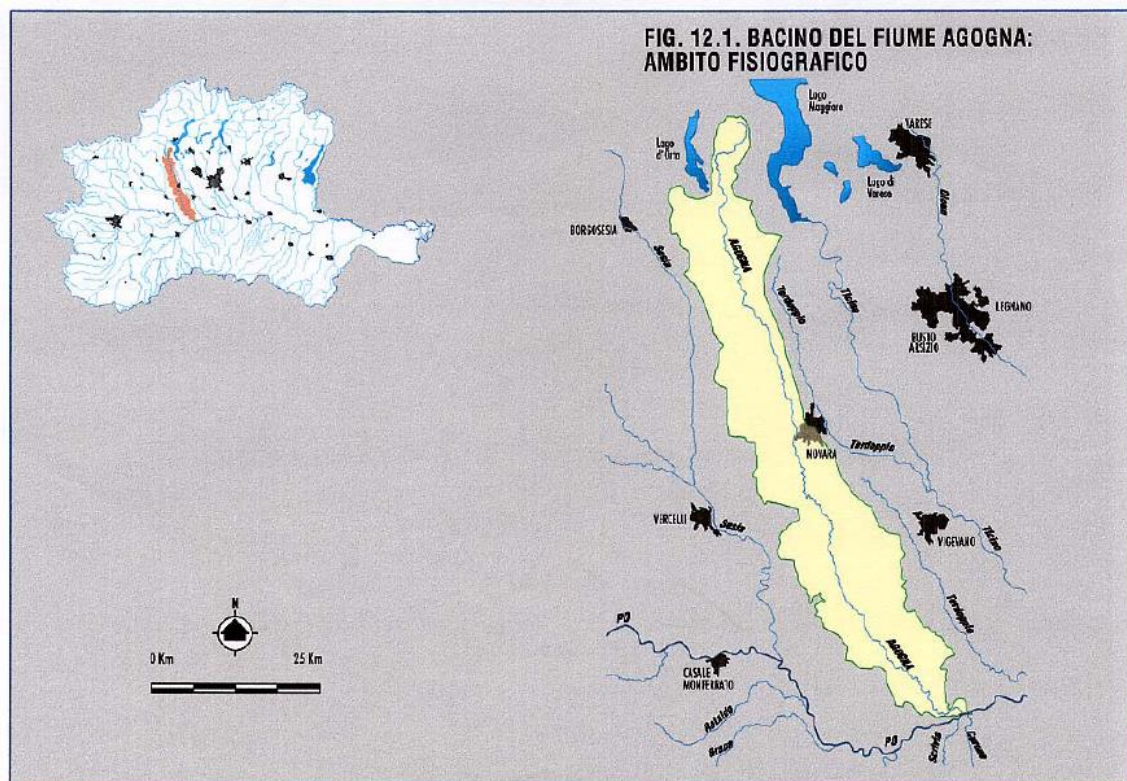 FIG. 12.1. BACINO DEL FIUME AGOGNA:
AMBITO FISIOGRAFICO
Lago
Maggiore
VARESE
Lago
d'Orta
Lago di
Varese
Olona
BORGOSESIA
Sesia
AGOGNA
Terdoppio
Ticino
LEGNANO
BUSTO
ARSIZIO
NOVARA
Terdoppio
VERCELLI
Sesia
VIGEVANO
Ticino
Terdoppio
N
0 Km
25 Km
PO
CASALE
MONFERRATO
AGOGNA
Rotaldo
Grana
PO
Scrivia
Curone